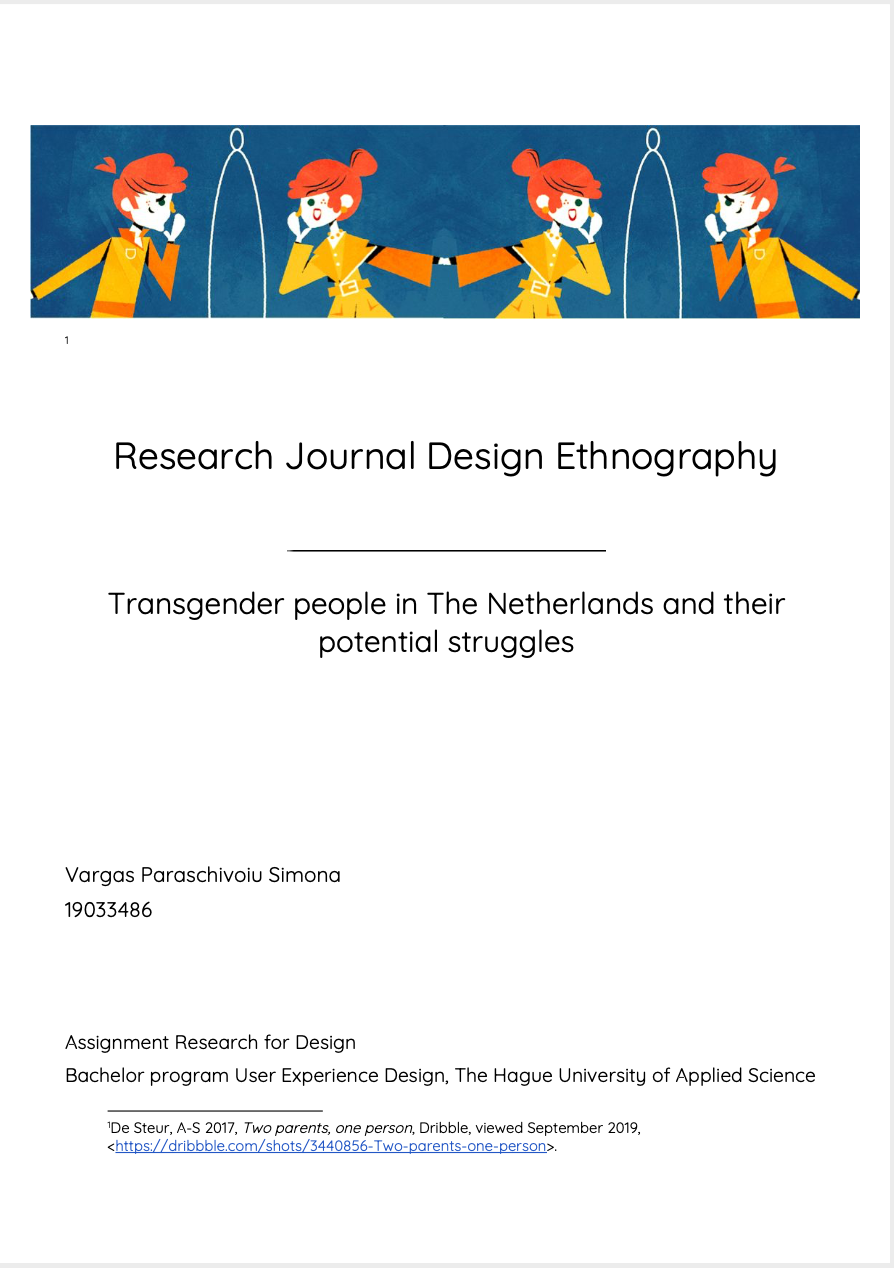 1
Research Journal Design Ethnography
Transgender people in The Netherlands and their
potential struggles
Vargas Paraschivoiu Simona
19033486
Assignment Research for Design
Bachelor program User Experience Design, The Hague University of Applied Science
¹De Steur, A-S 2017, Two parents, one person, Dribble, viewed September 2019,
<https://dribbble.com/shots/3440856-Two-parents-one-person>.